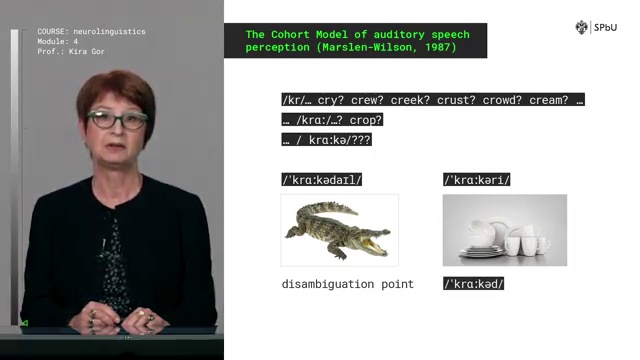 COURSE: neurolinguistics
Module: 4
Prof.: Kira Gor
The Cohort Model of auditory speech
perception (Marslen-Wilson, 1987)
SPbU
/kr/… cry? crew? creek? crust? crowd? cream? …
… /krɑː/…? crop?
… / krɑːkə/???
/ˈkrɑːkədaɪl/
/ˈkrɑːkəri/
disambiguation point
/ˈkrɑːkəd/